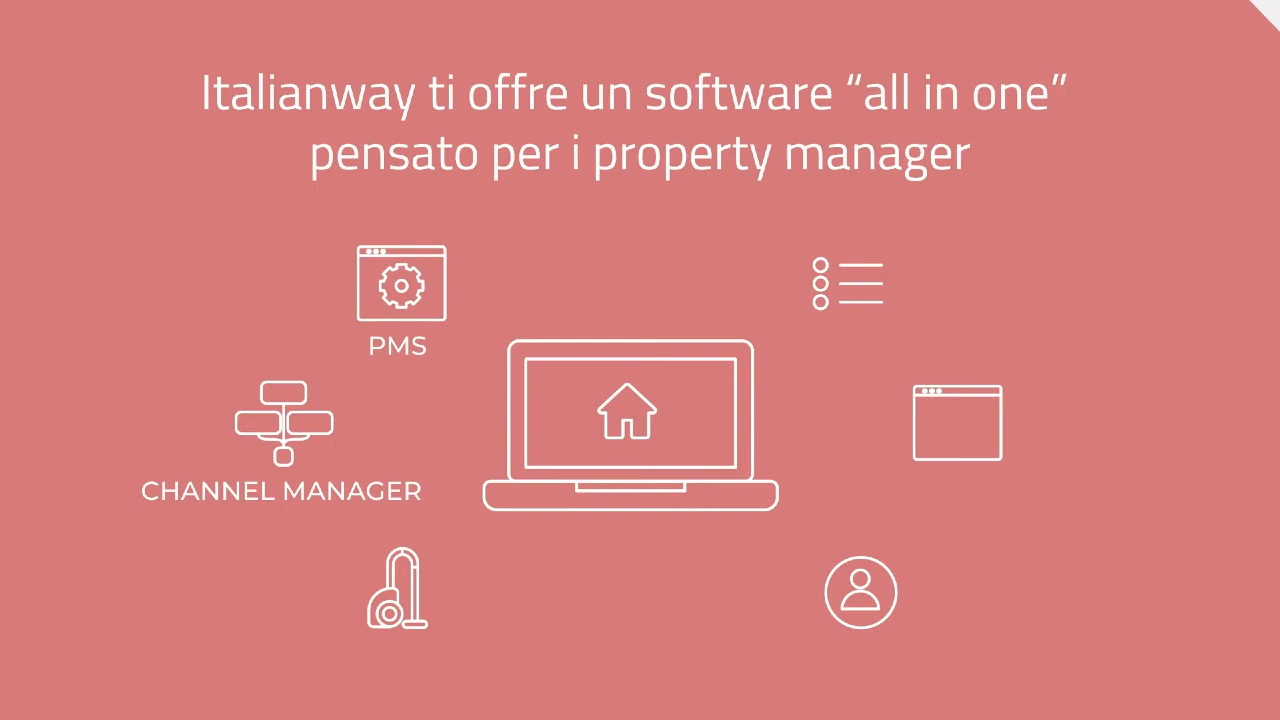 Italianway ti offre un software “all in one”
pensato per i property manager
PMS
CHANNEL MANAGER